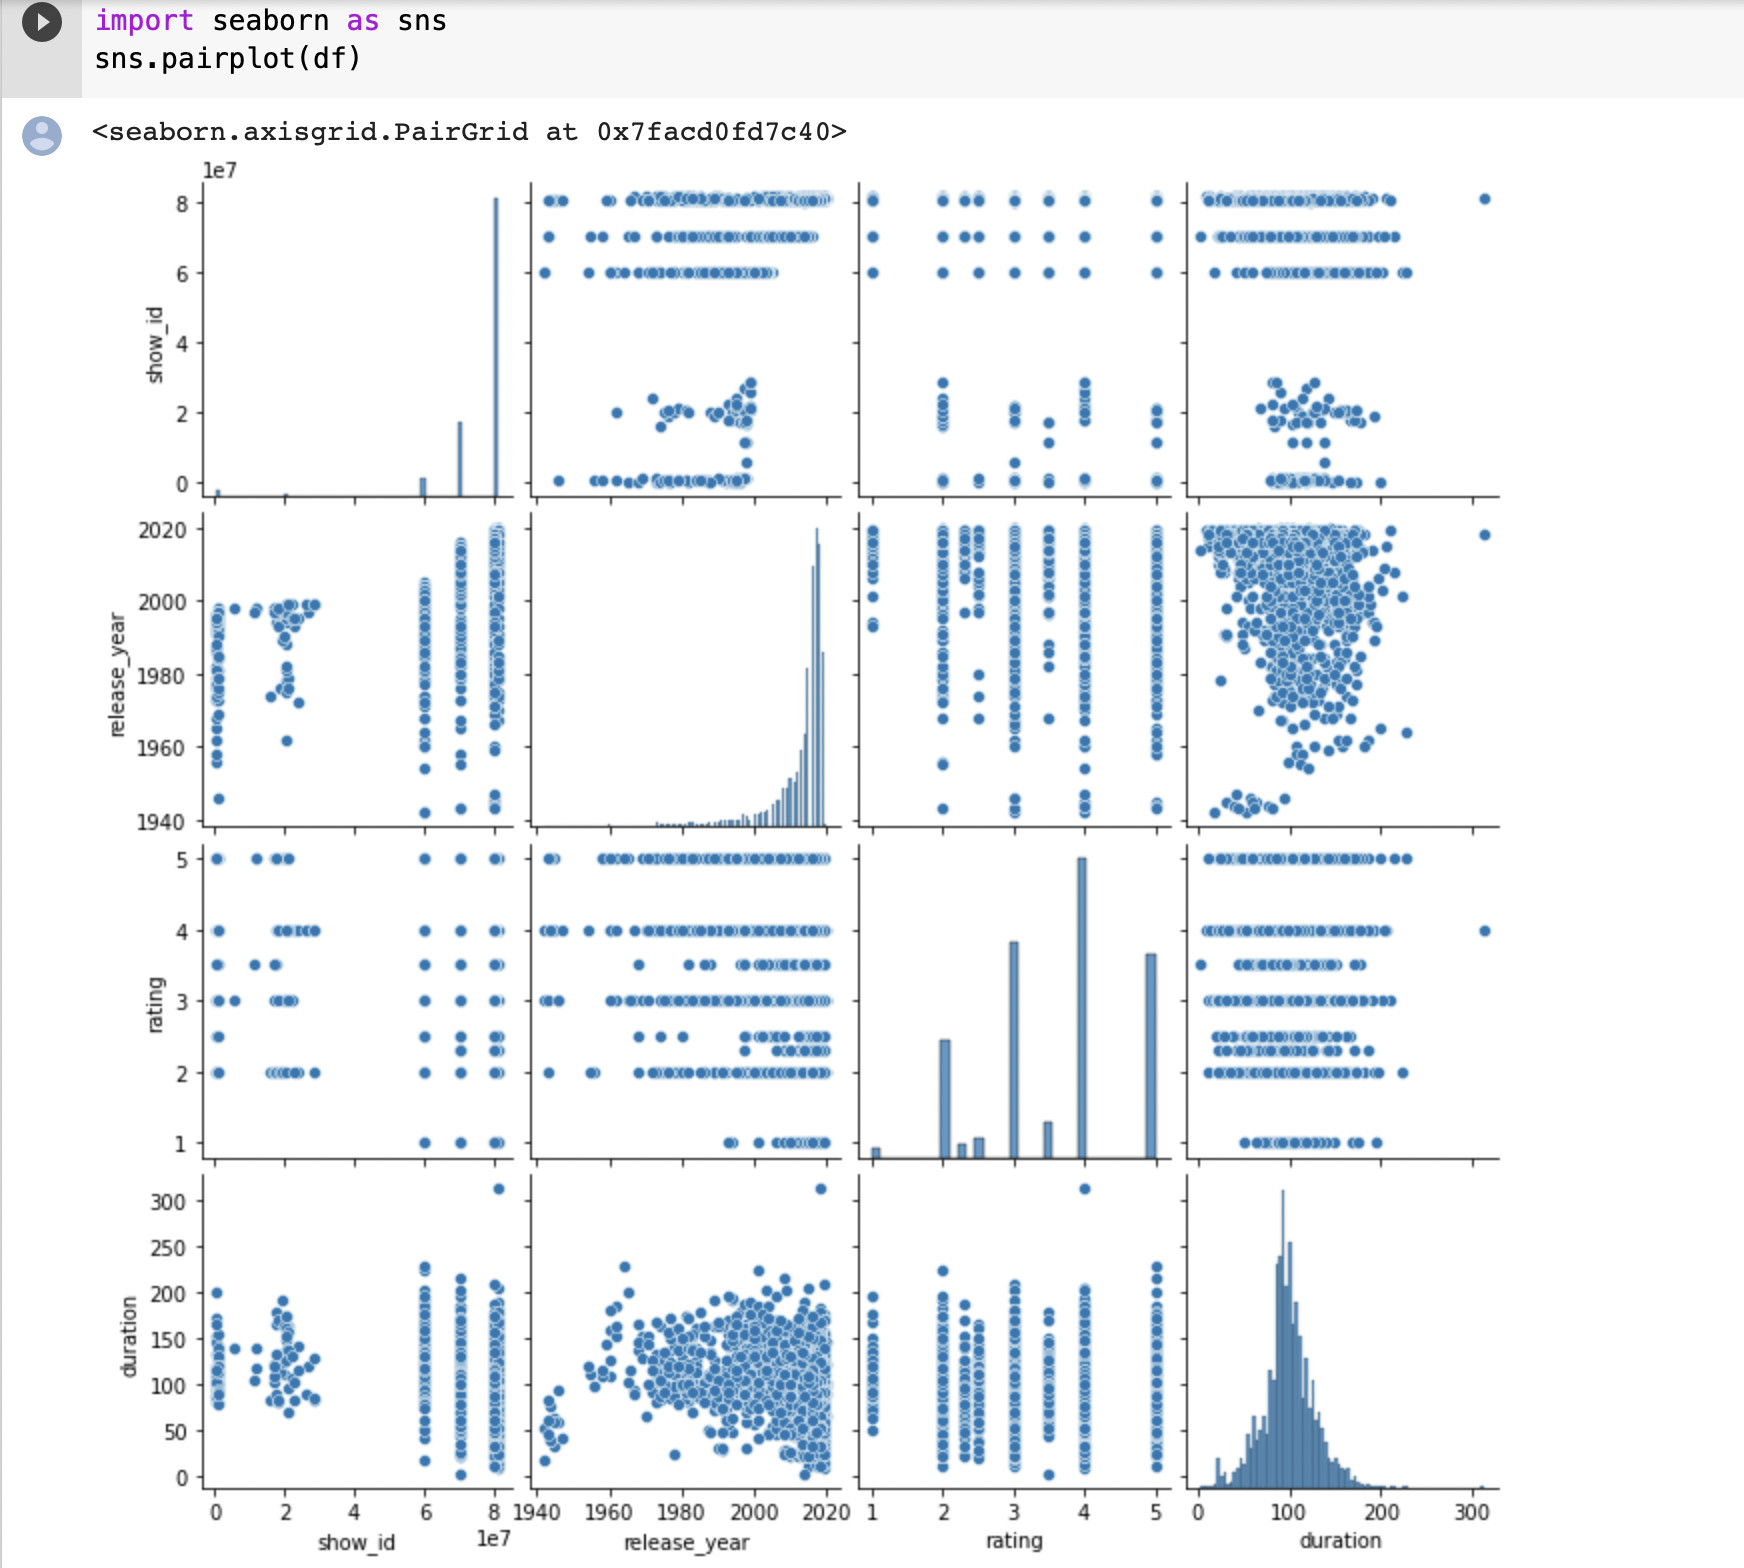 import seaborn as sns
sns.pairplot(df)
<seaborn.axisgrid.PairGrid at 0x7facd0fd7c40>
1e7
8
6
4
2
0
show_id
2020
2000
1980
1960
1940
release_year
5
4
3
2
1
rating
300
250
200
150
100
50
0
duration
0 2 4 6 8
1e7
show_id
1940 1960 1980 2000 2020
release_year
1 2 3 4 5
rating
0 100 200 300
duration